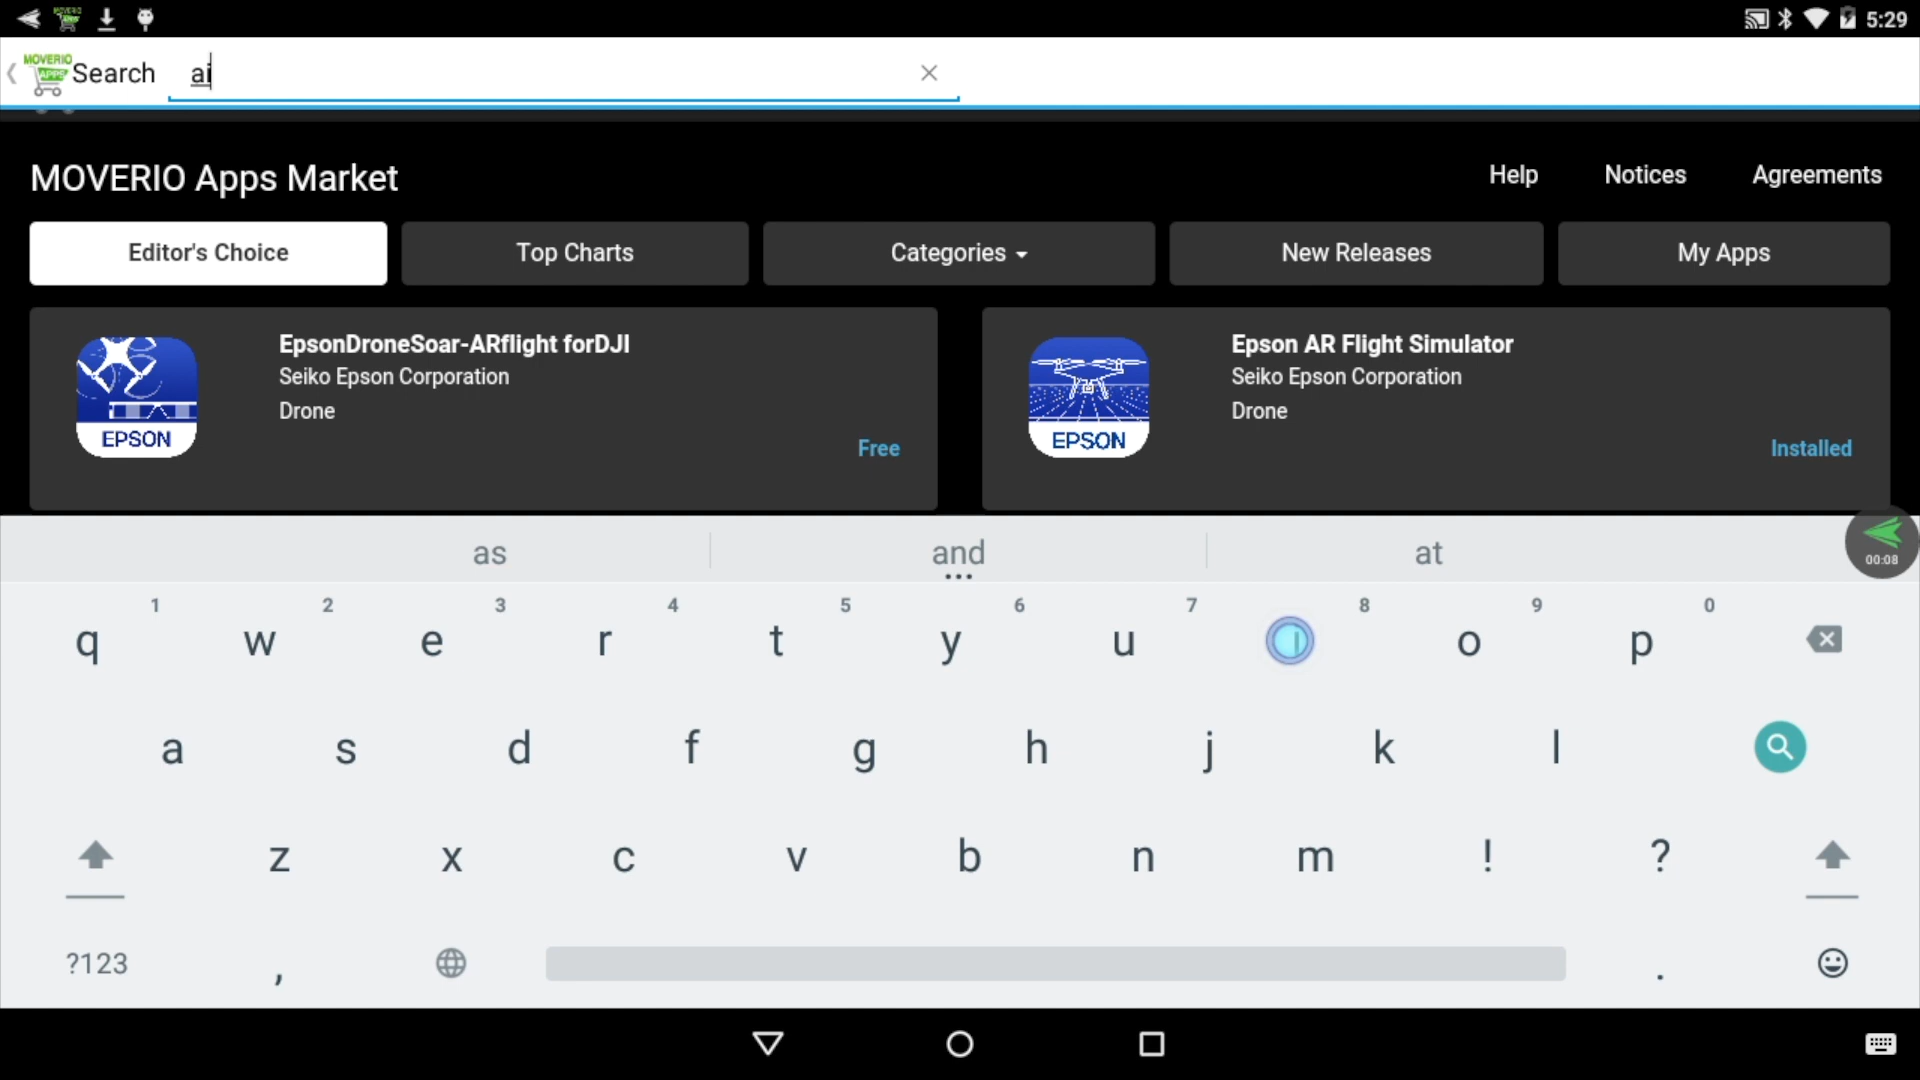 MOVERIO APPS 5:29
MOVERIO
APPS
Search ai
MOVERIO Apps Market Help Notices Agreements
Editor's Choice Top Charts Categories New Releases My Apps
EpsonDroneSoar-ARflight forDJI
Seiko Epson Corporation
Drone
EPSON
Free
Epson AR Flight Simulator
Seiko Epson Corporation
Drone
EPSON
Installed
as and at
00:08
1 2 3 4 5 6 7 8 9 0
q w e r t y u i o p
a s d f g h j k l
z x c v b n m ! ?
?123 , .